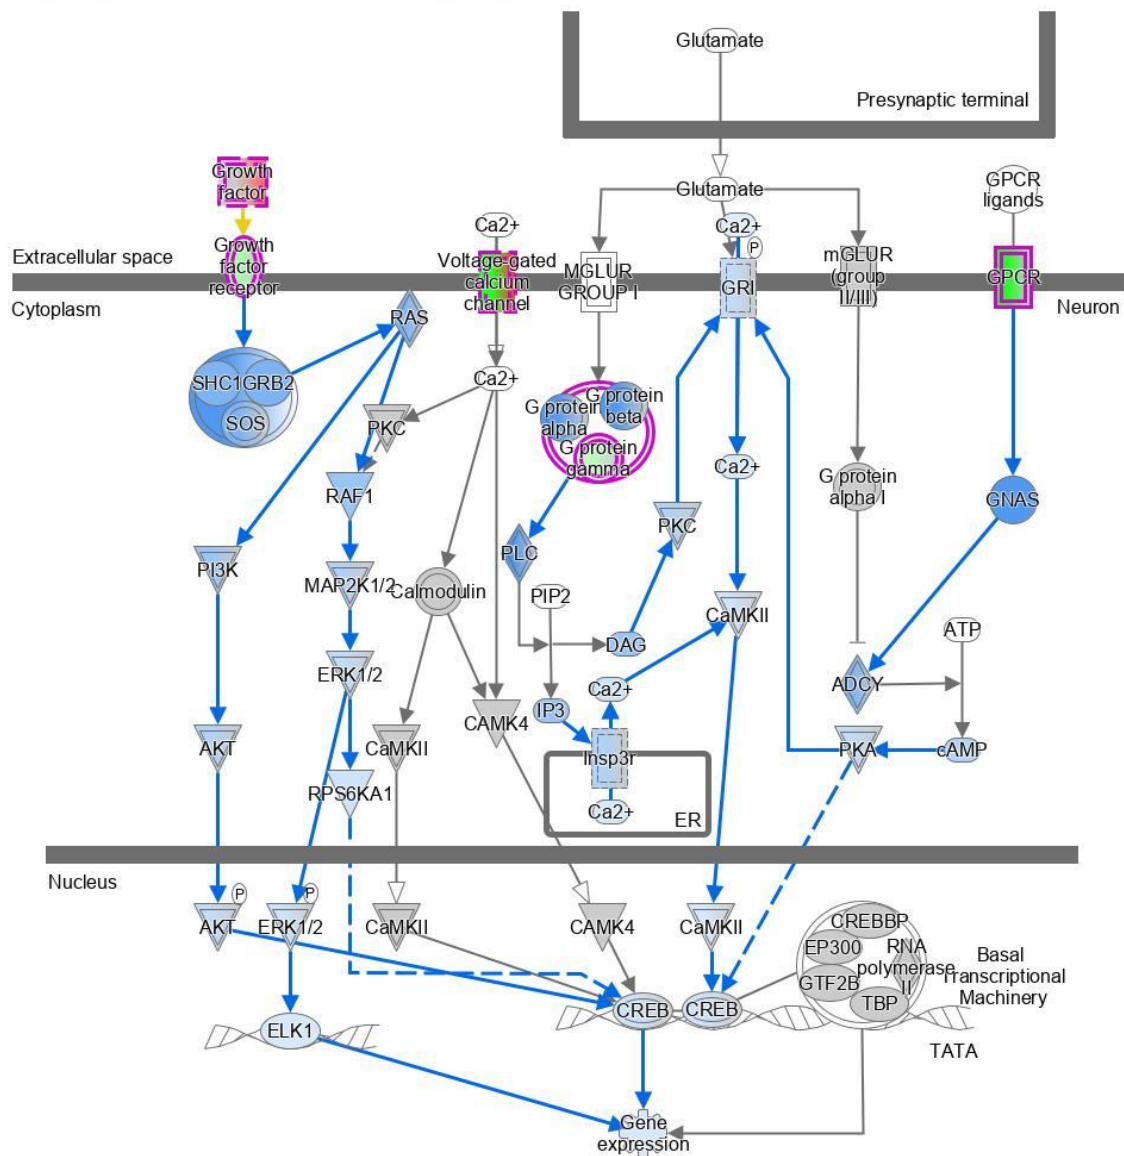 Glutamate
Presynaptic terminal
Growth
factor
Glutamate
GPCR
ligands
Ca2+
Ca2+
P
Extracellular space
Growth
factor
receptor
Voltage-gated
calcium
channel
MGLUR
GROUP I
GRI
mGLUR
(group
II/III)
GPCR
Cytoplasm
Neuron
RAS
Ca2+
SHC1
GRB2
SOS
PKC
G protein
alpha
G protein
beta
G protein
gamma
Ca2+
G protein
alpha I
RAF1
GNAS
PKC
PLC
PI3K
MAP2K1/2
Calmodulin
PIP2
CaMKII
ATP
DAG
ERK1/2
Ca2+
ADCY
IP3
CAMK4
AKT
CaMKII
Insp3r
PKA
cAMP
RPS6KA1
Ca2+
ER
Nucleus
P
P
AKT
ERK1/2
CaMKII
CAMK4
CaMKII
CREBBP
EP300
RNA
polymerase
II
GTF2B
TBP
Basal
Transcriptional
Machinery
CREB
CREB
ELK1
TATA
Gene
expression